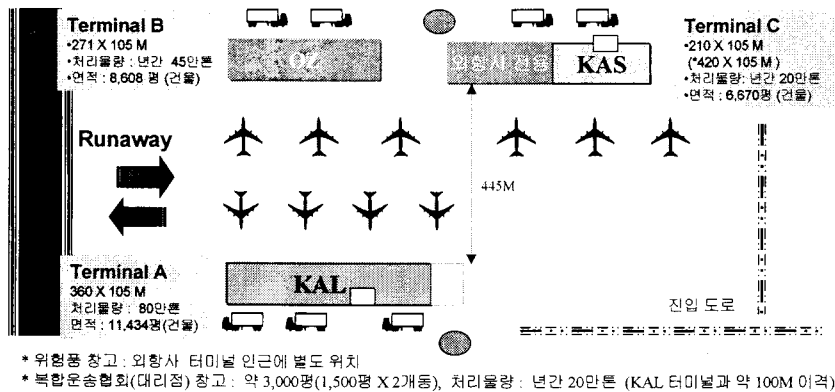 Terminal B
•271 X 105 M
•처리물량 : 년간 45만톤
•면적 : 8,608 평 (건물)
OZ
외항사 전용
KAS
Terminal C
•210 X 105 M
(*420 X 105 M )
•처리물량 : 년간 20만톤
•면적 : 6,670평 (건물)
Runaway
445M
Terminal A
360 X 105 M
처리물량 : 80만톤
면적 : 11,434평(건물)
KAL
진입 도로
* 위험품 창고 : 외항사 터미널 인근에 별도 위치
* 복합운송협회(대리점) 창고 : 약 3,000평(1,500평 X 2개동), 처리물량 : 년간 20만톤 (KAL 터미널과 약 100M 이격)